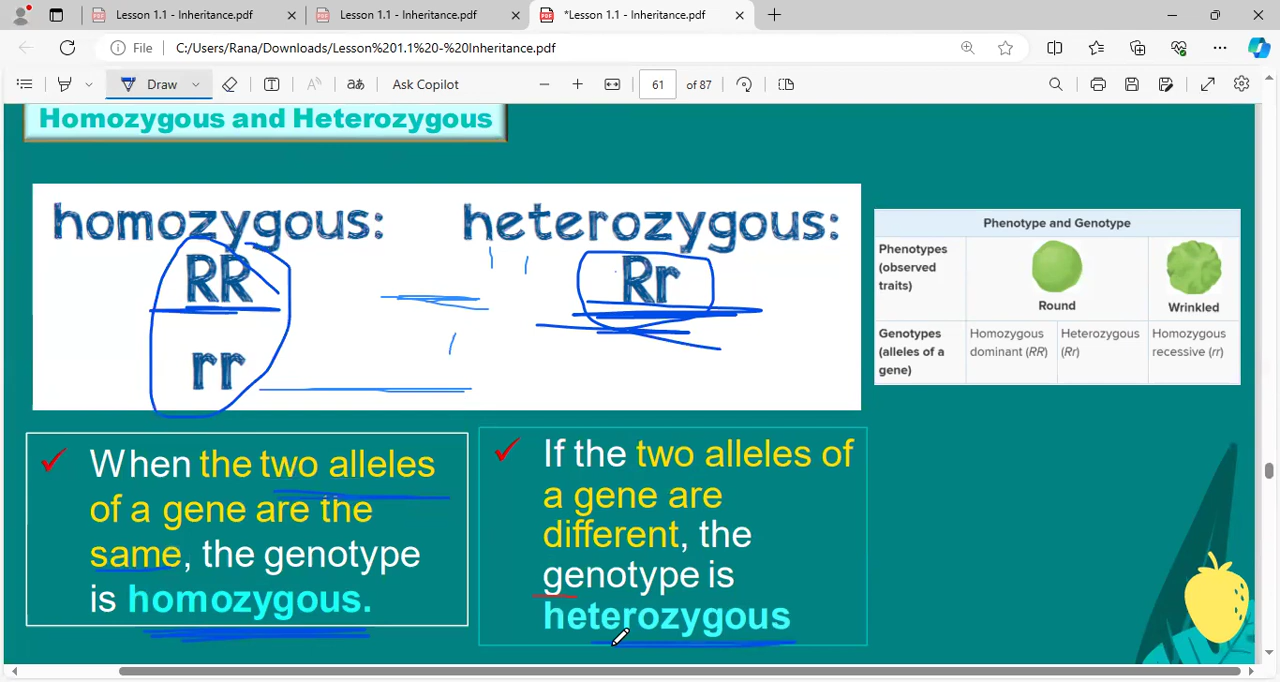 Lesson 1.1 - Inheritance.pdf
Lesson 1.1 - Inheritance.pdf
*Lesson 1.1 - Inheritance.pdf
File
C:/Users/Rana/Downloads/Lesson%201.1%20-%20Inheritance.pdf
Draw
aあ
Ask Copilot
61 of 87
Homozygous and Heterozygous
homozygous:
RR
rr
heterozygous:
Rr
Phenotype and Genotype
Phenotypes
(observed
traits)
Round
Wrinkled
Genotypes
(alleles of a
gene)
Homozygous
dominant (RR)
Heterozygous
(Rr)
Homozygous
recessive (rr)
✓ When the two alleles
of a gene are the
same, the genotype
is homozygous.
✓ If the two alleles of
a gene are
different, the
genotype is
heterozygous